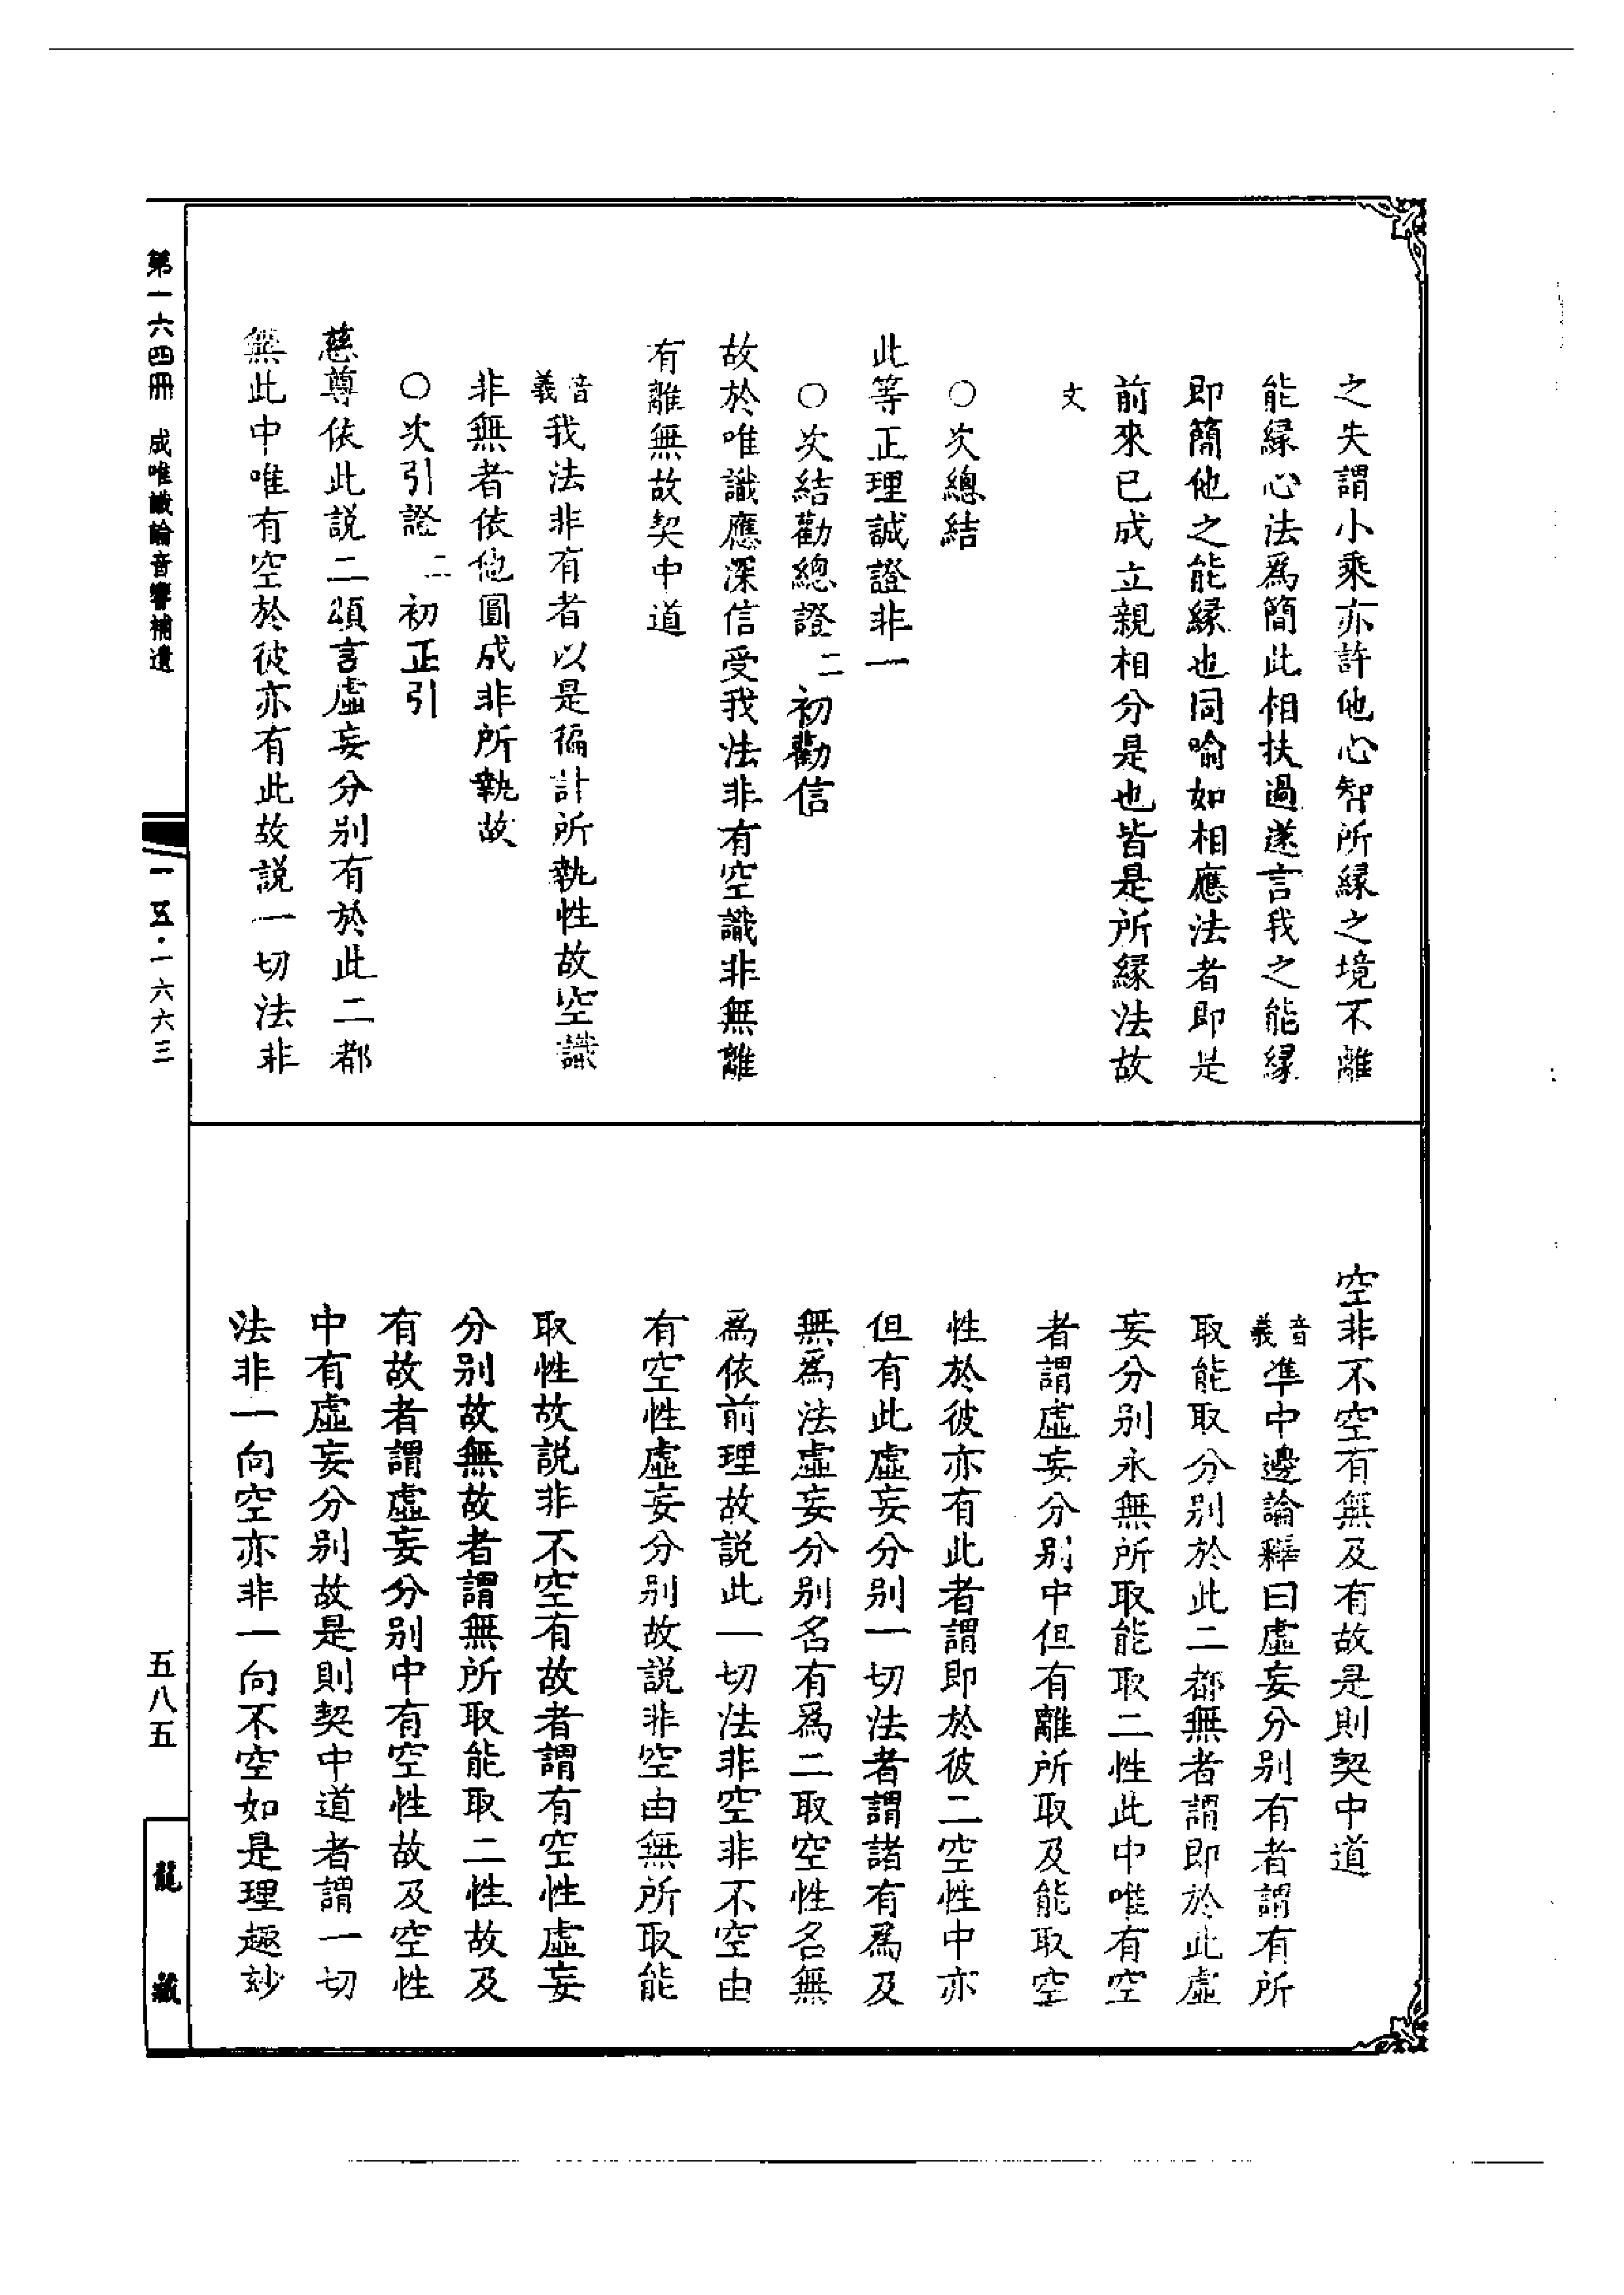 之失謂小乘亦許他心智所緣之境不離
能緣心法爲簡此相扶過遂言我之能緣
即簡他之能緣也同喻如相應法者即是
前來已成立親相分是也皆是所緣法故
文
○次總結
此等正理誠證非一
○次結勸總證二初勸信
故於唯識應深信受我法非有空識非無離
有離無故契中道
音義我法非有者以是徧計所執性故空識
非無者依他圓成非所執故
○次引證二初正引
慈尊依此説二頌言虛妄分別有於此二都
無此中唯有空於彼亦有此故説一切法非
空非不空有無及有故是則契中道
音義準中邊論釋曰虛妄分別有者謂有所
取能取分別於此二都無者謂即於此虛
妄分別永無所取能取二性此中唯有空
者謂虛妄分別中但有離所取及能取空
性於彼亦有此者謂即於彼二空性中亦
但有此虛妄分別一切法者謂諸有爲及
無爲法虛妄分別名有爲二取空性名無
爲依前理故説此一切法非空非不空由
有空性虛妄分別故説非空由無所取能
取性故説非不空有故者謂有空性虛妄
分別故無故者謂無所取能取二性故及
有故者謂虛妄分別中有空性故及空性
中有虛妄分別故是則契中道者謂一切
法非一向空亦非一向不空如是理趣妙
第一六四冊 成唯識論音響補遺
一五·一六六三
五八五
龍藏